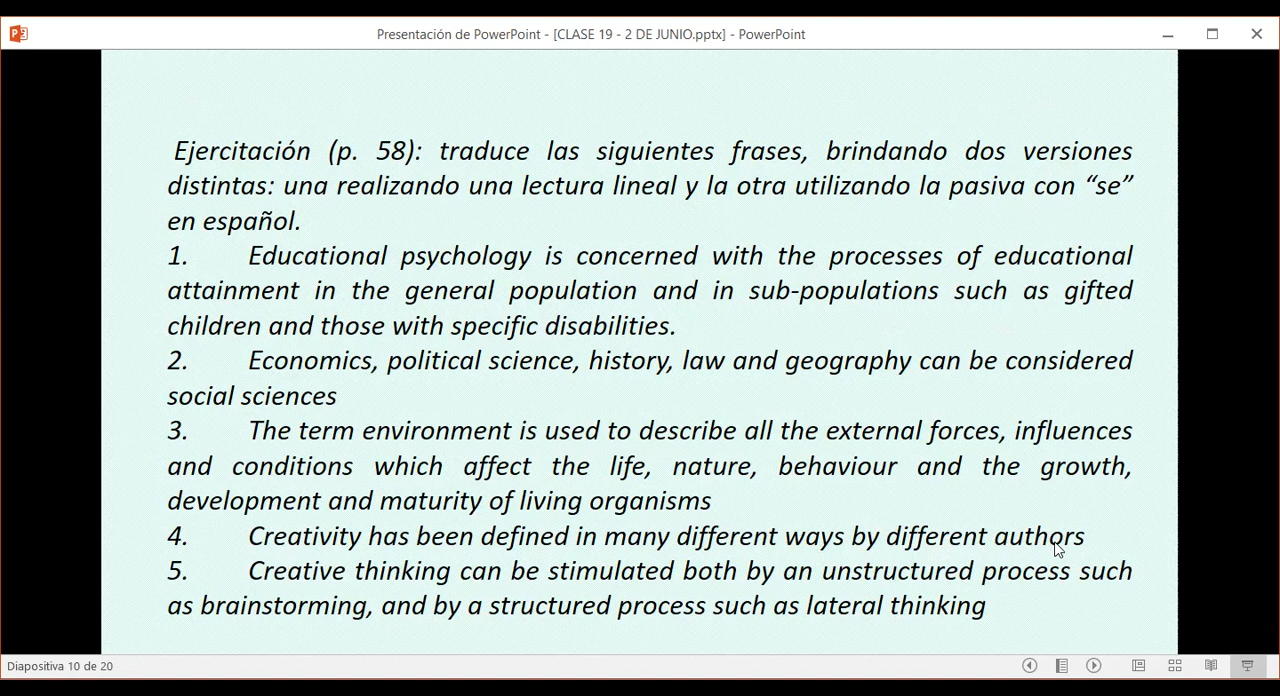 Presentación de PowerPoint - [CLASE 19 - 2 DE JUNIO.pptx] - PowerPoint
Ejercitación (p. 58): traduce las siguientes frases, brindando dos versiones
distintas: una realizando una lectura lineal y la otra utilizando la pasiva con “se”
en español.
1. Educational psychology is concerned with the processes of educational
attainment in the general population and in sub-populations such as gifted
children and those with specific disabilities.
2. Economics, political science, history, law and geography can be considered
social sciences
3. The term environment is used to describe all the external forces, influences
and conditions which affect the life, nature, behaviour and the growth,
development and maturity of living organisms
4. Creativity has been defined in many different ways by different authors
5. Creative thinking can be stimulated both by an unstructured process such
as brainstorming, and by a structured process such as lateral thinking
Diapositiva 10 de 20